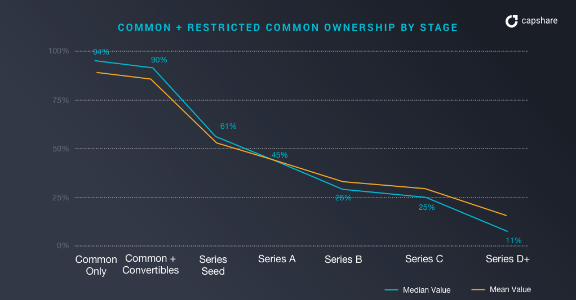 COMMON + RESTRICTED COMMON OWNERSHIP BY STAGE
capshare
100%
94%
90%
75%
61%
50%
45%
26%
25%
25%
11%
0%
Common Only
Common + Convertibles
Series Seed
Series A
Series B
Series C
Series D+
Median Value
Mean Value